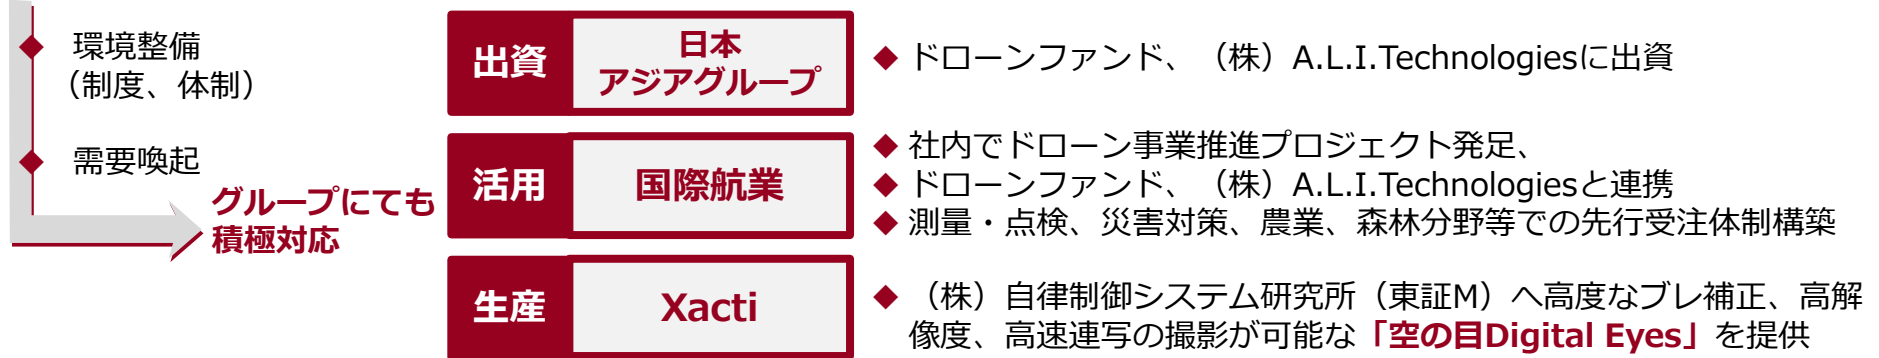 ◆ 環境整備
（制度、体制）
◆ 需要喚起
グループにても
積極対応
出資
日本
アジアグループ
◆ ドローンファンド、（株）A.L.I.Technologiesに出資
活用
国際航業
◆ 社内でドローン事業推進プロジェクト発足、
◆ ドローンファンド、（株）A.L.I.Technologiesと連携
◆ 測量・点検、災害対策、農業、森林分野等での先行受注体制構築
生産
Xacti
◆ （株）自律制御システム研究所（東証M）へ高度なブレ補正、高解
像度、高速連写の撮影が可能な「空の目Digital Eyes」を提供